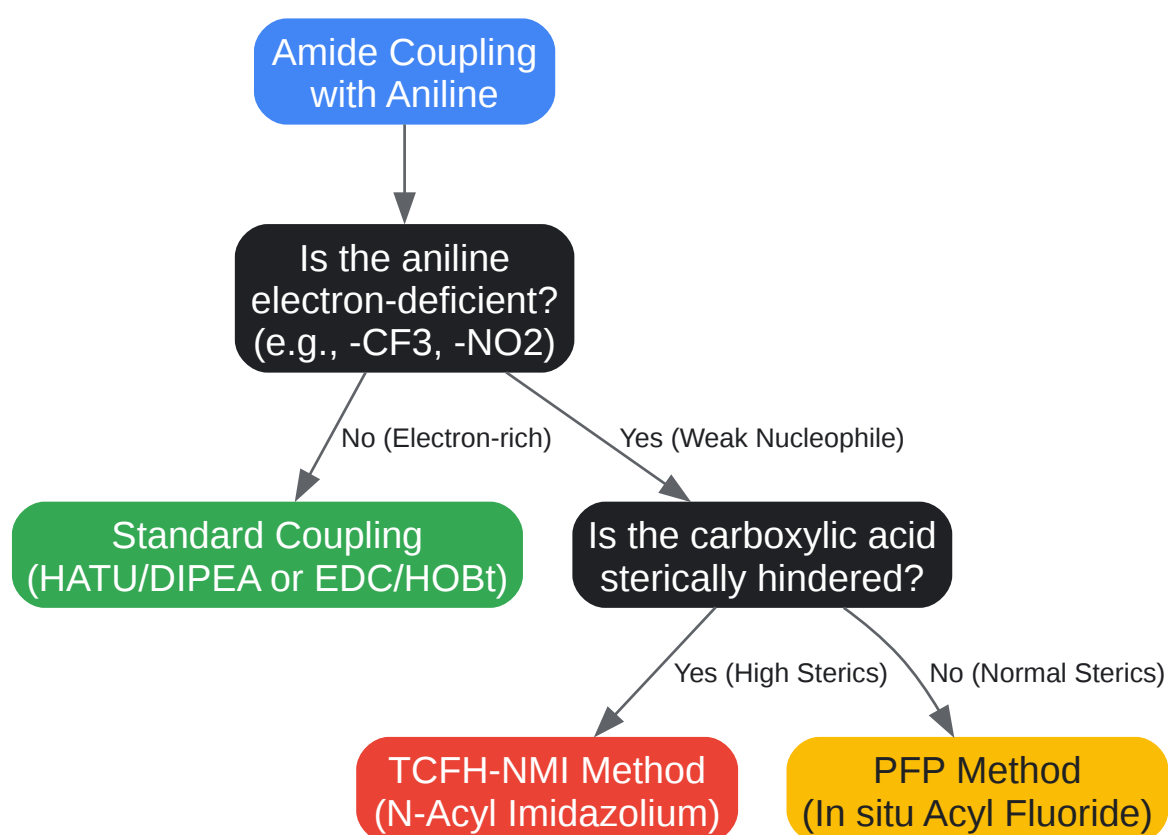 Amide Coupling
with Aniline
Is the aniline
electron-deficient?
(e.g., -CF3, -NO2)
No (Electron-rich)
Yes (Weak Nucleophile)
Standard Coupling
(HATU/DIPEA or EDC/HOBt)
Is the carboxylic acid
sterically hindered?
Yes (High Sterics)
No (Normal Sterics)
TCFH-NMI Method
(N-Acyl Imidazolium)
PFP Method
(In situ Acyl Fluoride)